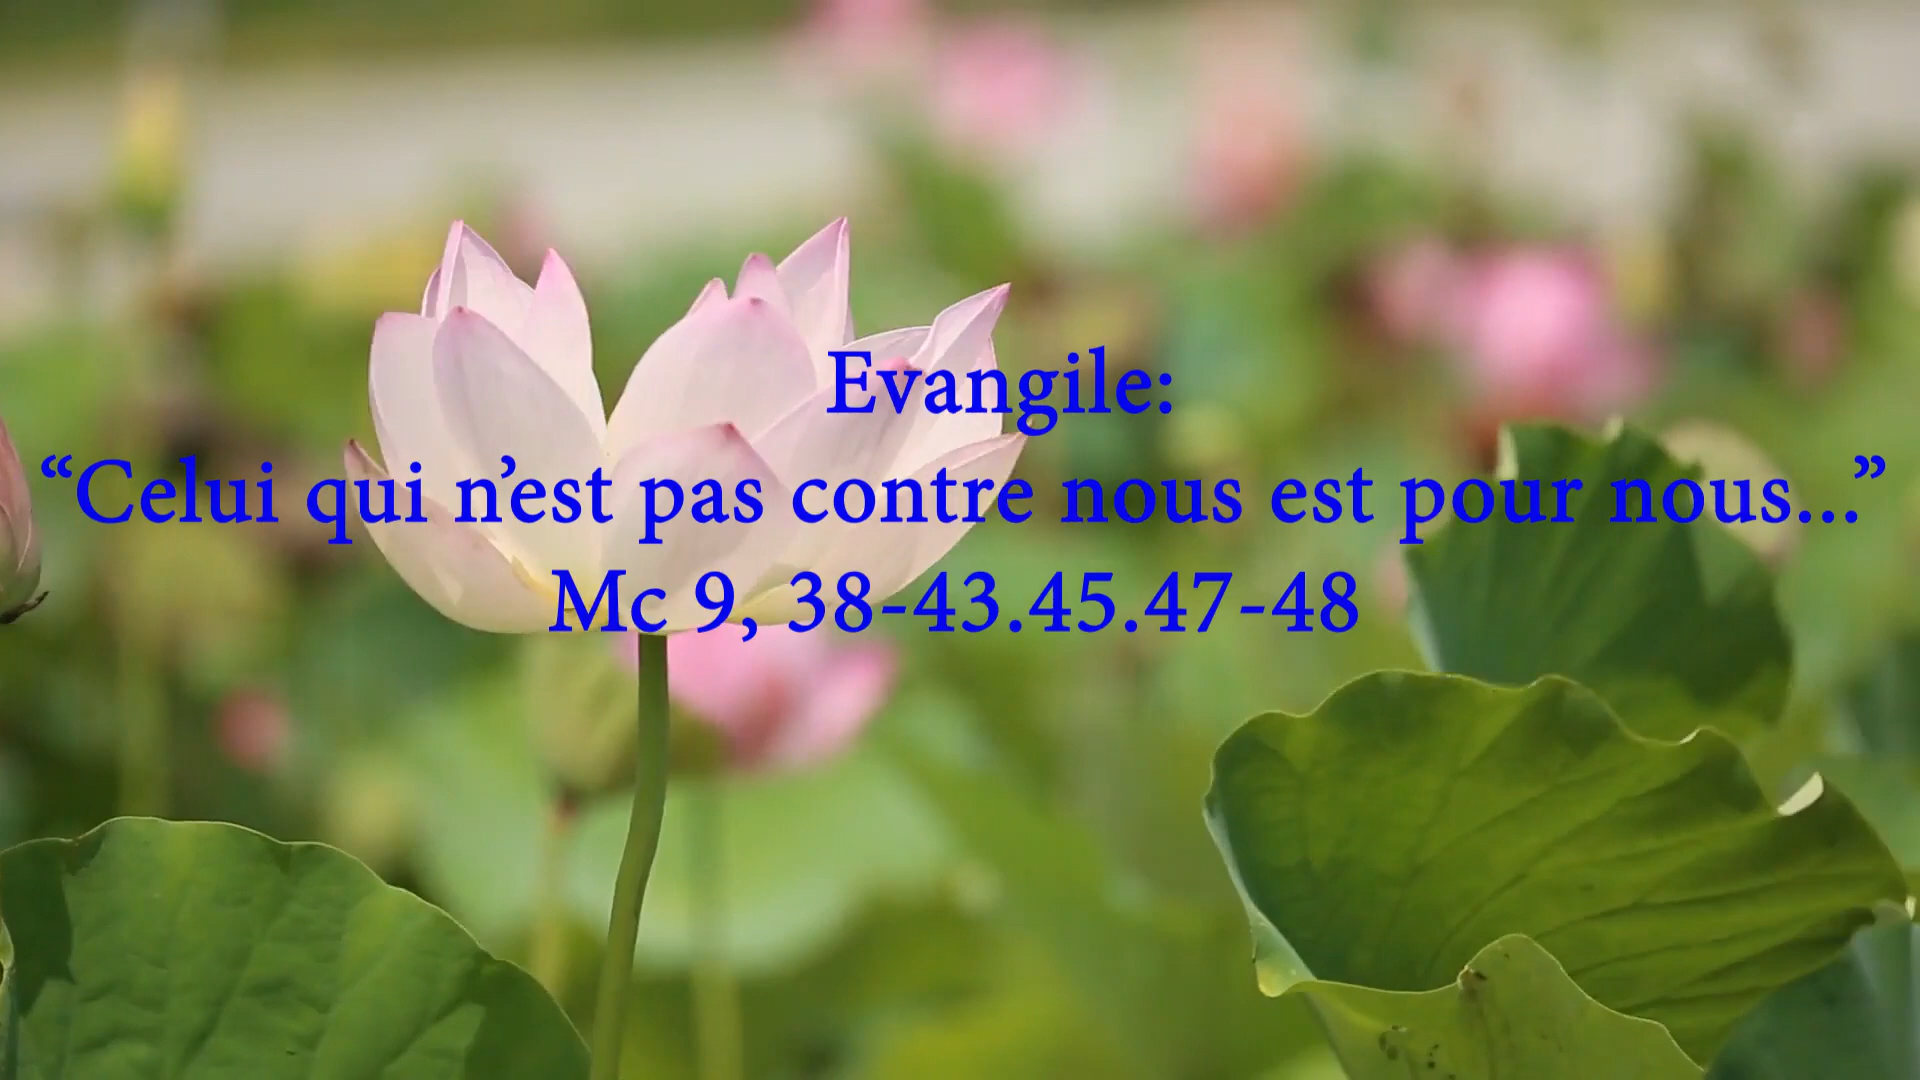 Evangile:
“Celui qui n’est pas contre nous est pour nous...”
Mc 9, 38-43.45.47-48